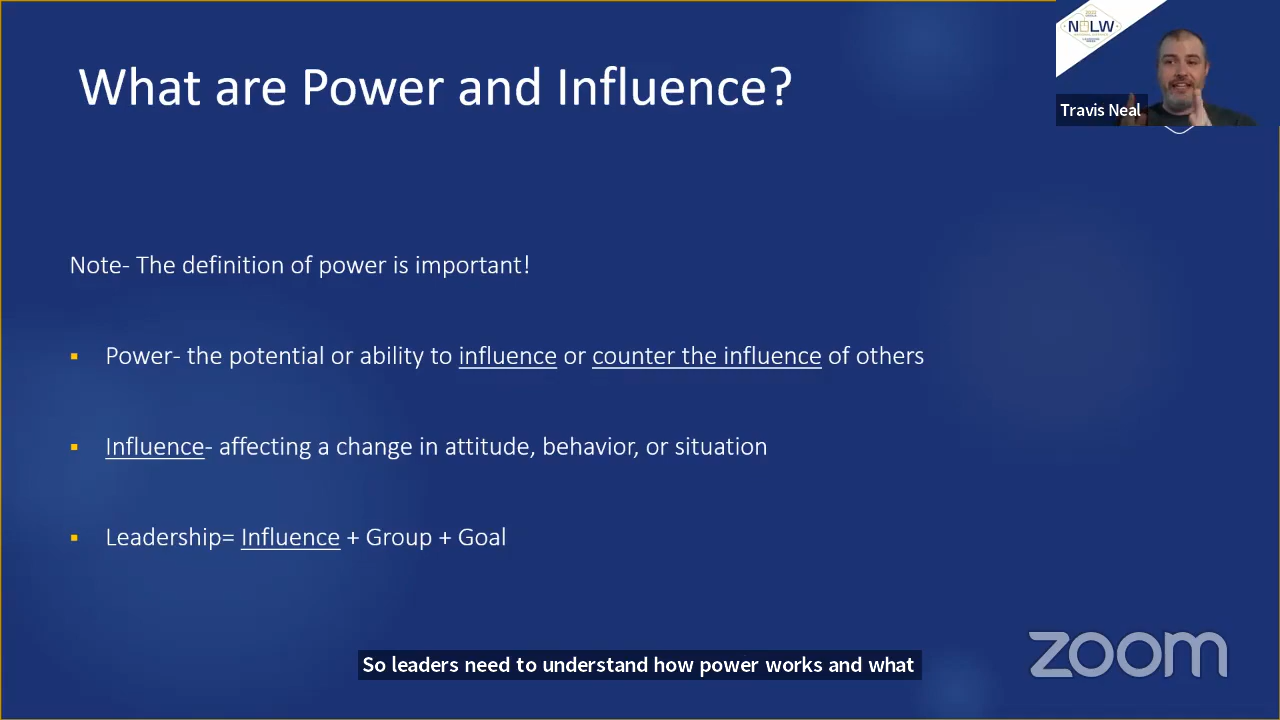 What are Power and Influence?
NOLW
Travis Neal
Note- The definition of power is important!
Power- the potential or ability to influence or counter the influence of others
Influence- affecting a change in attitude, behavior, or situation
Leadership= Influence + Group + Goal
So leaders need to understand how power works and what
zoom